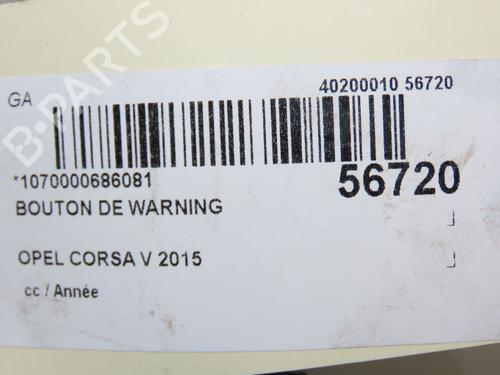 B-PARTS
GA
40200010 56720
*1070000686081
56720
BOUTON DE WARNING
OPEL CORSA V 2015
cc / Année